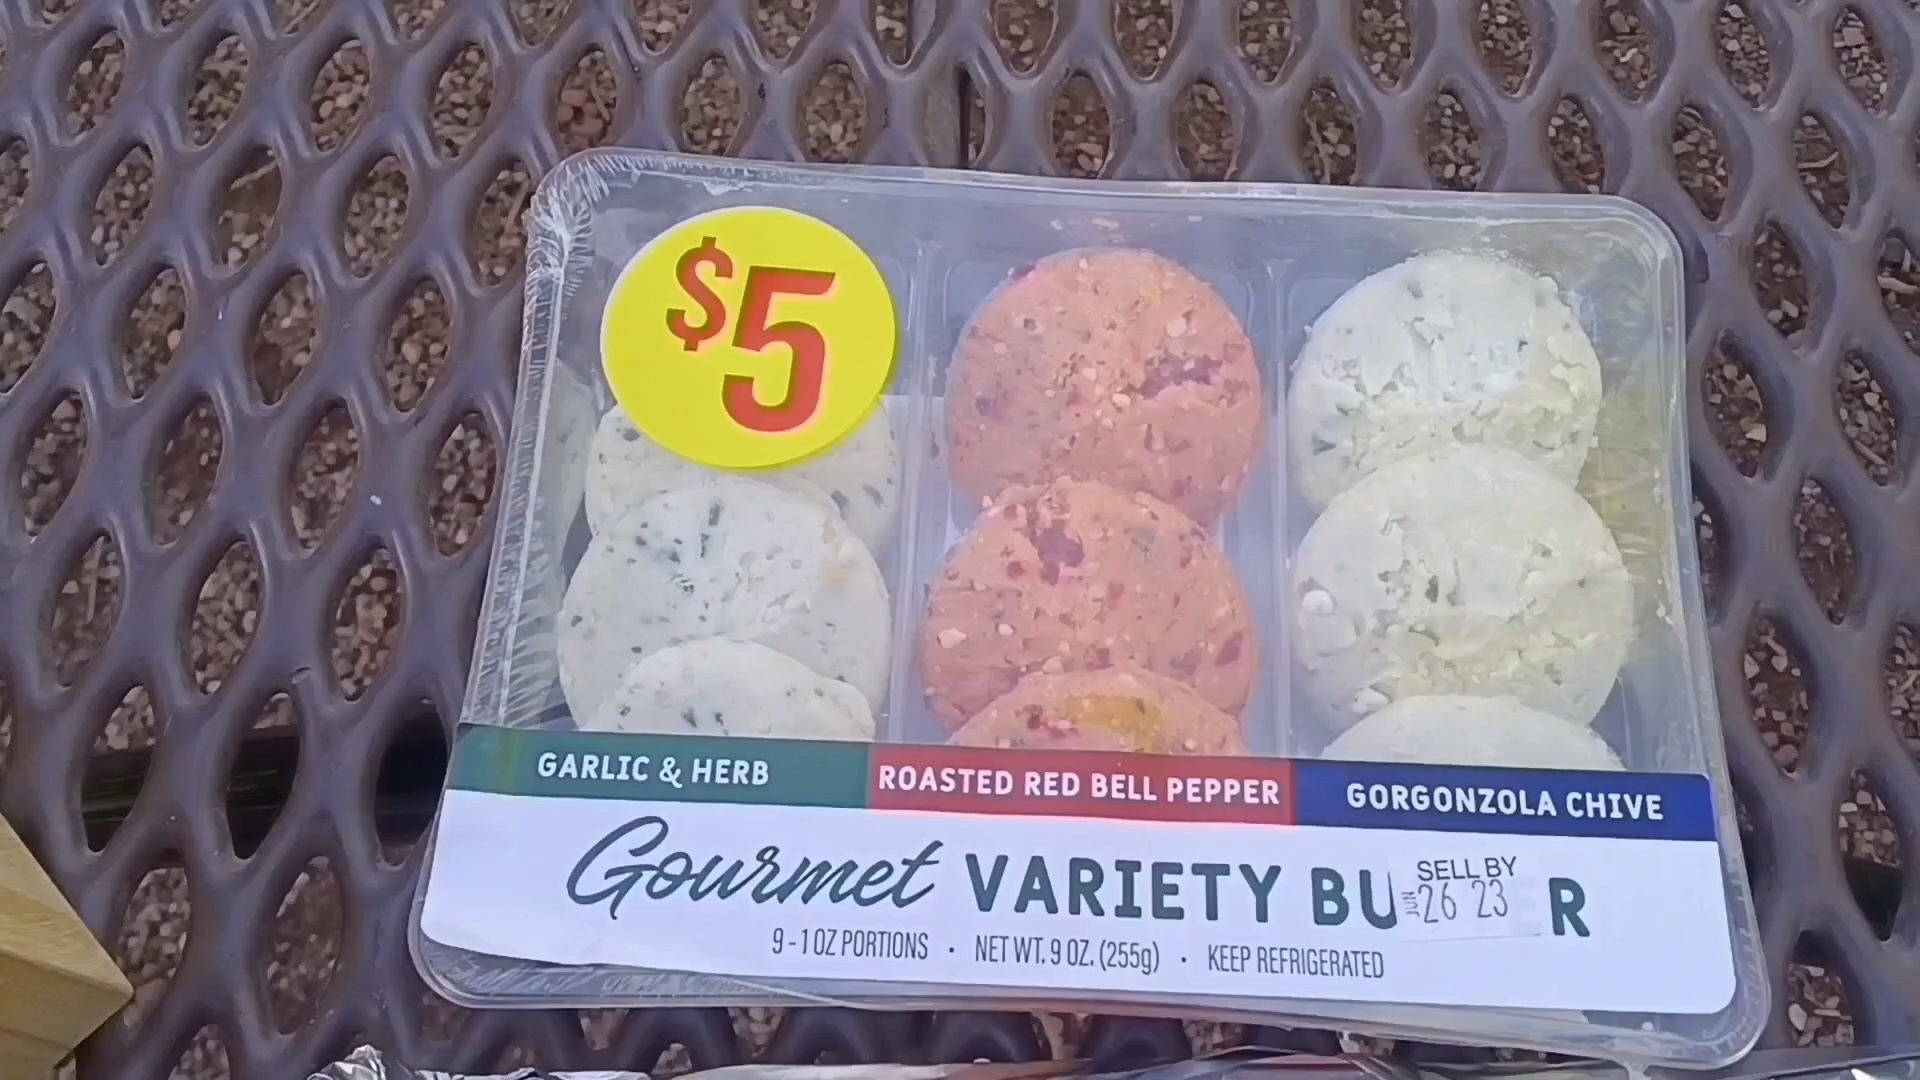 $5
GARLIC & HERB
ROASTED RED BELL PEPPER
GORGONZOLA CHIVE
Gourmet VARIETY BU R
SELL BY
JUN 26 23
9 - 1 OZ PORTIONS • NET WT. 9 OZ. (255g) • KEEP REFRIGERATED